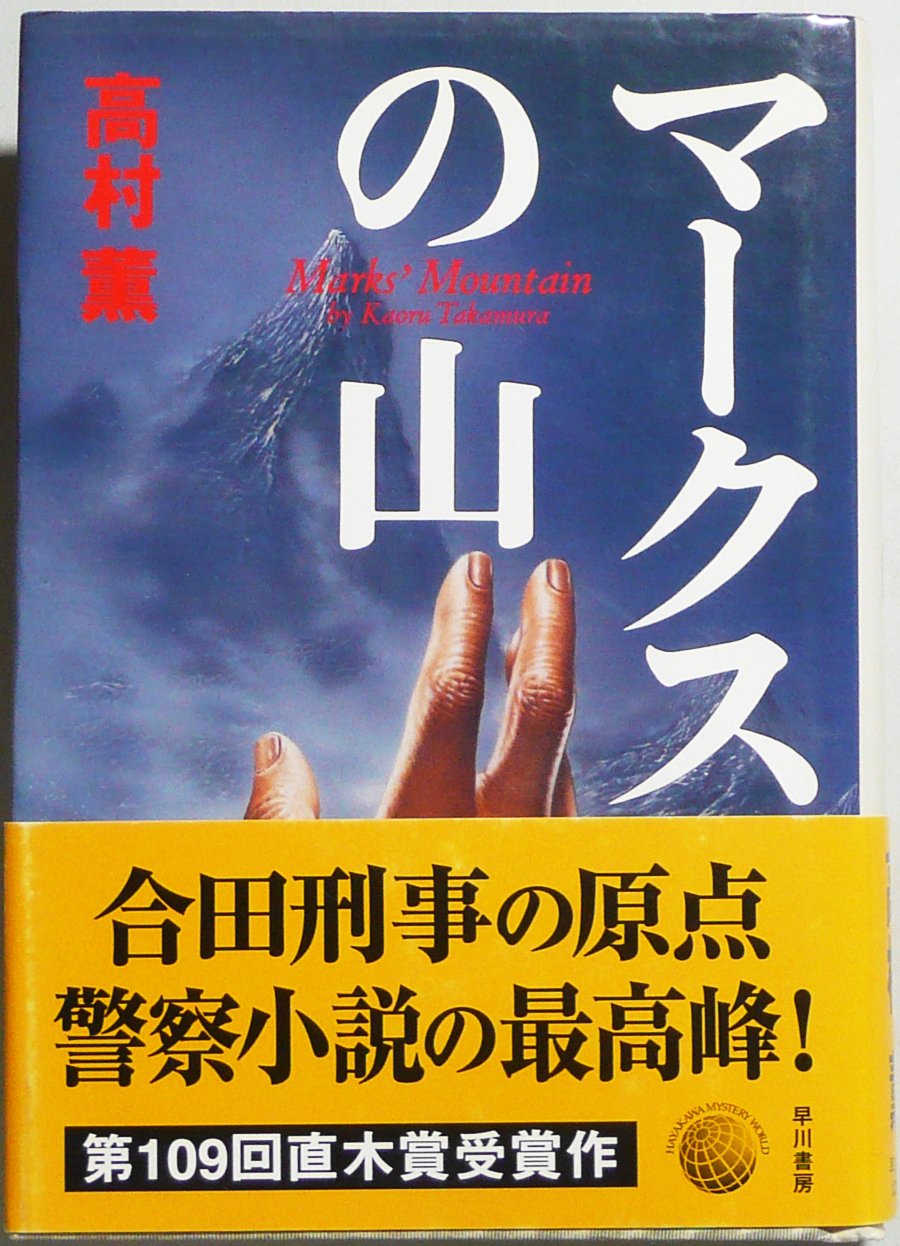 マークス
の山
高村薫
Marks' Mountain
by Kaoru Takamura
合田刑事の原点
警察小説の最高峰!
第109回直木賞受賞作
HAYAKAWA MYSTERY WORLD
早川書房